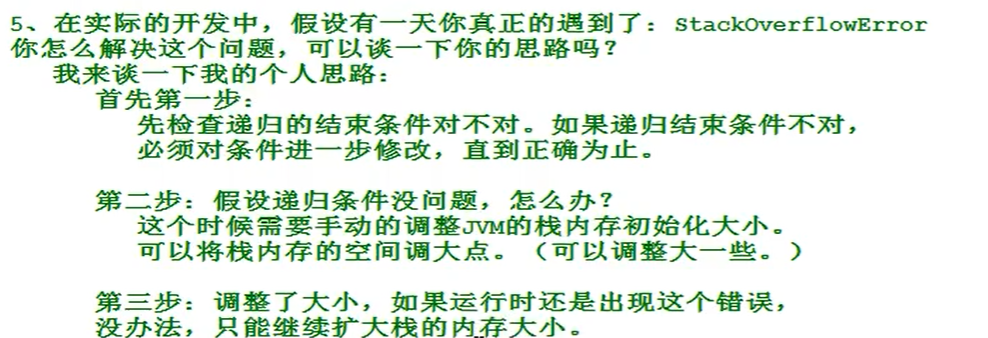 5、在实际的开发中，假设有一天你真正的遇到了：StackOverflowError
你怎么解决这个问题，可以谈一下你的思路吗？
我来谈一下我的个人思路：
首先第一步：
先检查递归的结束条件对不对。如果递归结束条件不对，
必须对条件进一步修改，直到正确为止。
第二步：假设递归条件没问题，怎么办？
这个时候需要手动的调整JVM的栈内存初始化大小。
可以将栈内存的空间调大点。（可以调整大一些。）
第三步：调整了大小，如果运行时还是出现这个错误，
没办法，只能继续扩大栈的内存大小。